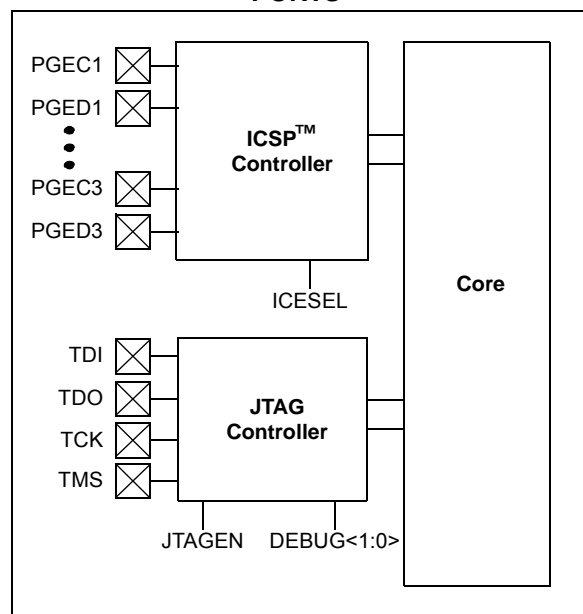 PGEC1
PGED1
ICSP™
Controller
PGEC3
PGED3
ICESEL
Core
TDI
TDO
TCK
TMS
JTAG
Controller
JTAGEN
DEBUG<1:0>